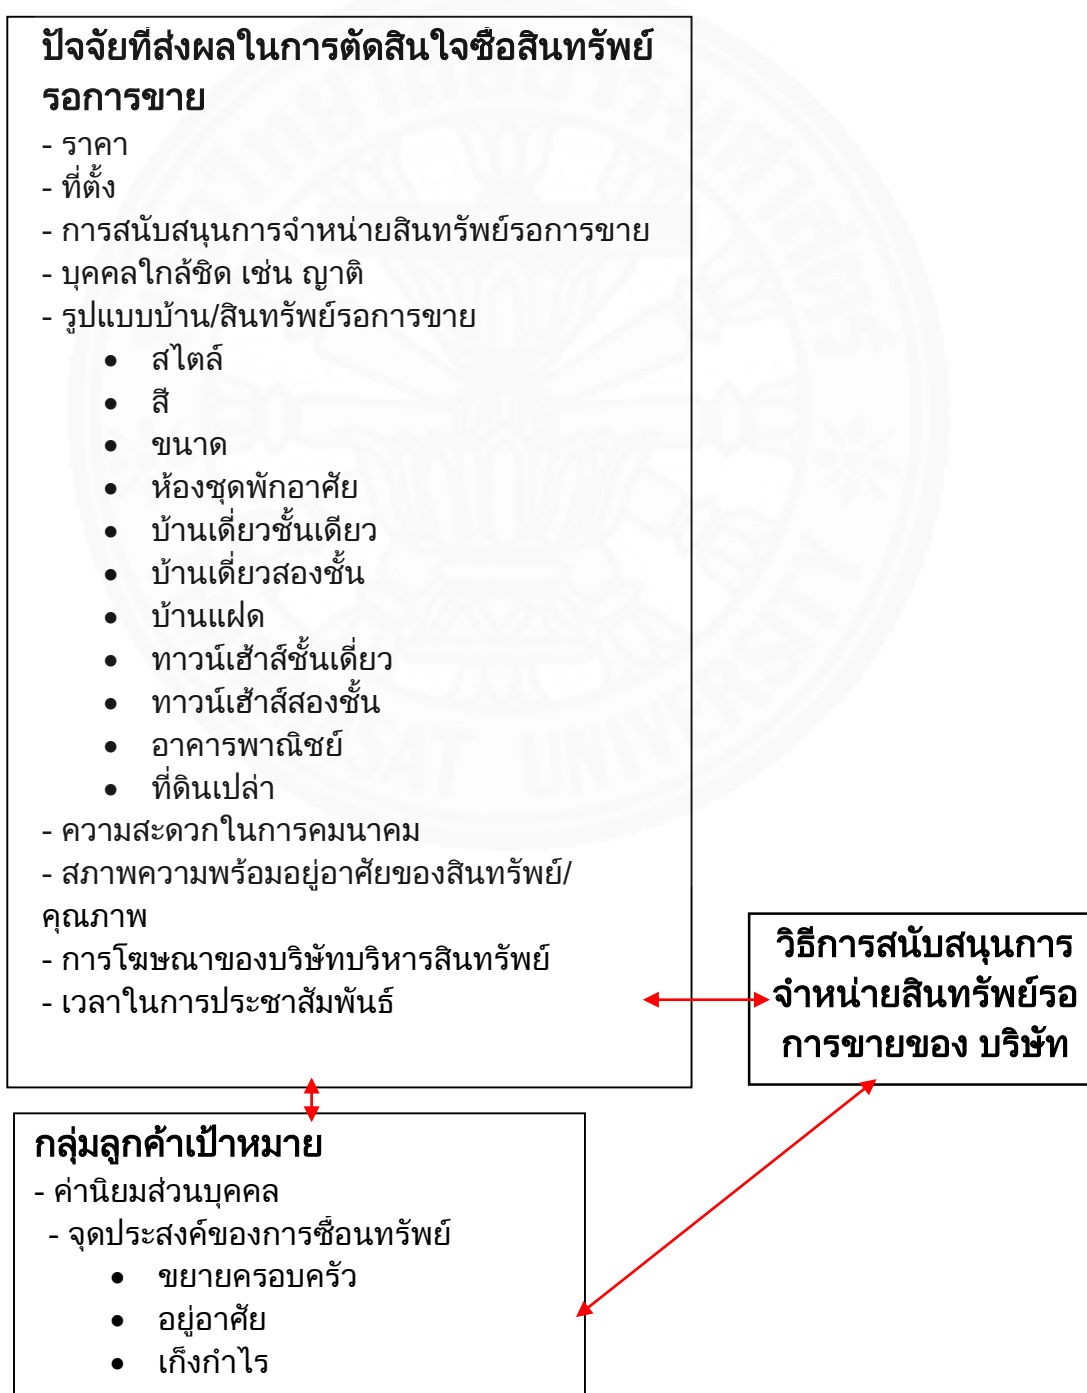 ปัจจัยที่ส่งผลในการตัดสินใจซื้อสินทรัพย์
รอการขาย
- ราคา
- ที่ตั้ง
- การสนับสนุนการจำหน่ายสินทรัพย์รอการขาย
- บุคคลใกล้ชิด เช่น ญาติ
- รูปแบบบ้าน/สินทรัพย์รอการขาย
• สไตล์
• สี
• ขนาด
• ห้องชุดพักอาศัย
• บ้านเดี่ยวชั้นเดียว
• บ้านเดี่ยวสองชั้น
• บ้านแฝด
• ทาวน์เฮ้าส์ชั้นเดี่ยว
• ทาวน์เฮ้าส์สองชั้น
• อาคารพาณิชย์
• ที่ดินเปล่า
- ความสะดวกในการคมนาคม
- สภาพความพร้อมอยู่อาศัยของสินทรัพย์/
คุณภาพ
- การโฆษณาของบริษัทบริหารสินทรัพย์
- เวลาในการประชาสัมพันธ์
วิธีการสนับสนุนการ
จำหน่ายสินทรัพย์รอ
การขายของ บริษัท
กลุ่มลูกค้าเป้าหมาย
- ค่านิยมส่วนบุคคล
- จุดประสงค์ของการซื้อนทรัพย์
• ขยายครอบครัว
• อยู่อาศัย
• เก็งกำไร
SAT UNIVERSITY